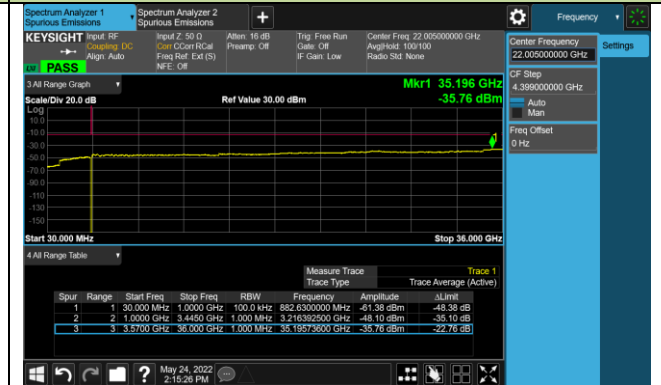 Spectrum Analyzer 1
Spurious Emissions
Spectrum Analyzer 2
Spurious Emissions
+
Frequency
KEYSIGHT
Input: RF
Coupling: DC
Align: Auto
Input Z: 50 Ω
Corr CCorr RCal
Freq Ref: Ext (S)
NFE: Off
Atten: 16 dB
Preamp: Off
Trig: Free Run
Gate: Off
IF Gain: Low
Center Freq: 22.005000000 GHz
Avg|Hold: 100/100
Radio Std: None
PASS
Center Frequency
22.005000000 GHz
Settings
CF Step
4.399000000 GHz
Auto
Man
Freq Offset
0 Hz
3 All Range Graph
Mkr1 35.196 GHz
Scale/Div 20.0 dB
Ref Value 30.00 dBm
-35.76 dBm
Log
10.0
-10.0
-30.0
-50.0
-70.0
-90.0
-110
-130
-150
Start 30.000 MHz
Stop 36.000 GHz
4 All Range Table
Measure Trace Trace 1
Trace Type Trace Average (Active)
Spur Range Start Freq Stop Freq RBW Frequency Amplitude ΔLimit
1 1 30.000 MHz 1.0000 GHz 100.0 kHz 882.6300000 MHz -61.38 dBm -48.38 dB
2 2 1.0000 GHz 3.4450 GHz 1.000 MHz 3.216392500 GHz -48.10 dBm -35.10 dB
3 3 3.5700 GHz 36.000 GHz 1.000 MHz 35.19573600 GHz -35.76 dBm -22.76 dB
?
May 24, 2022
2:15:26 PM